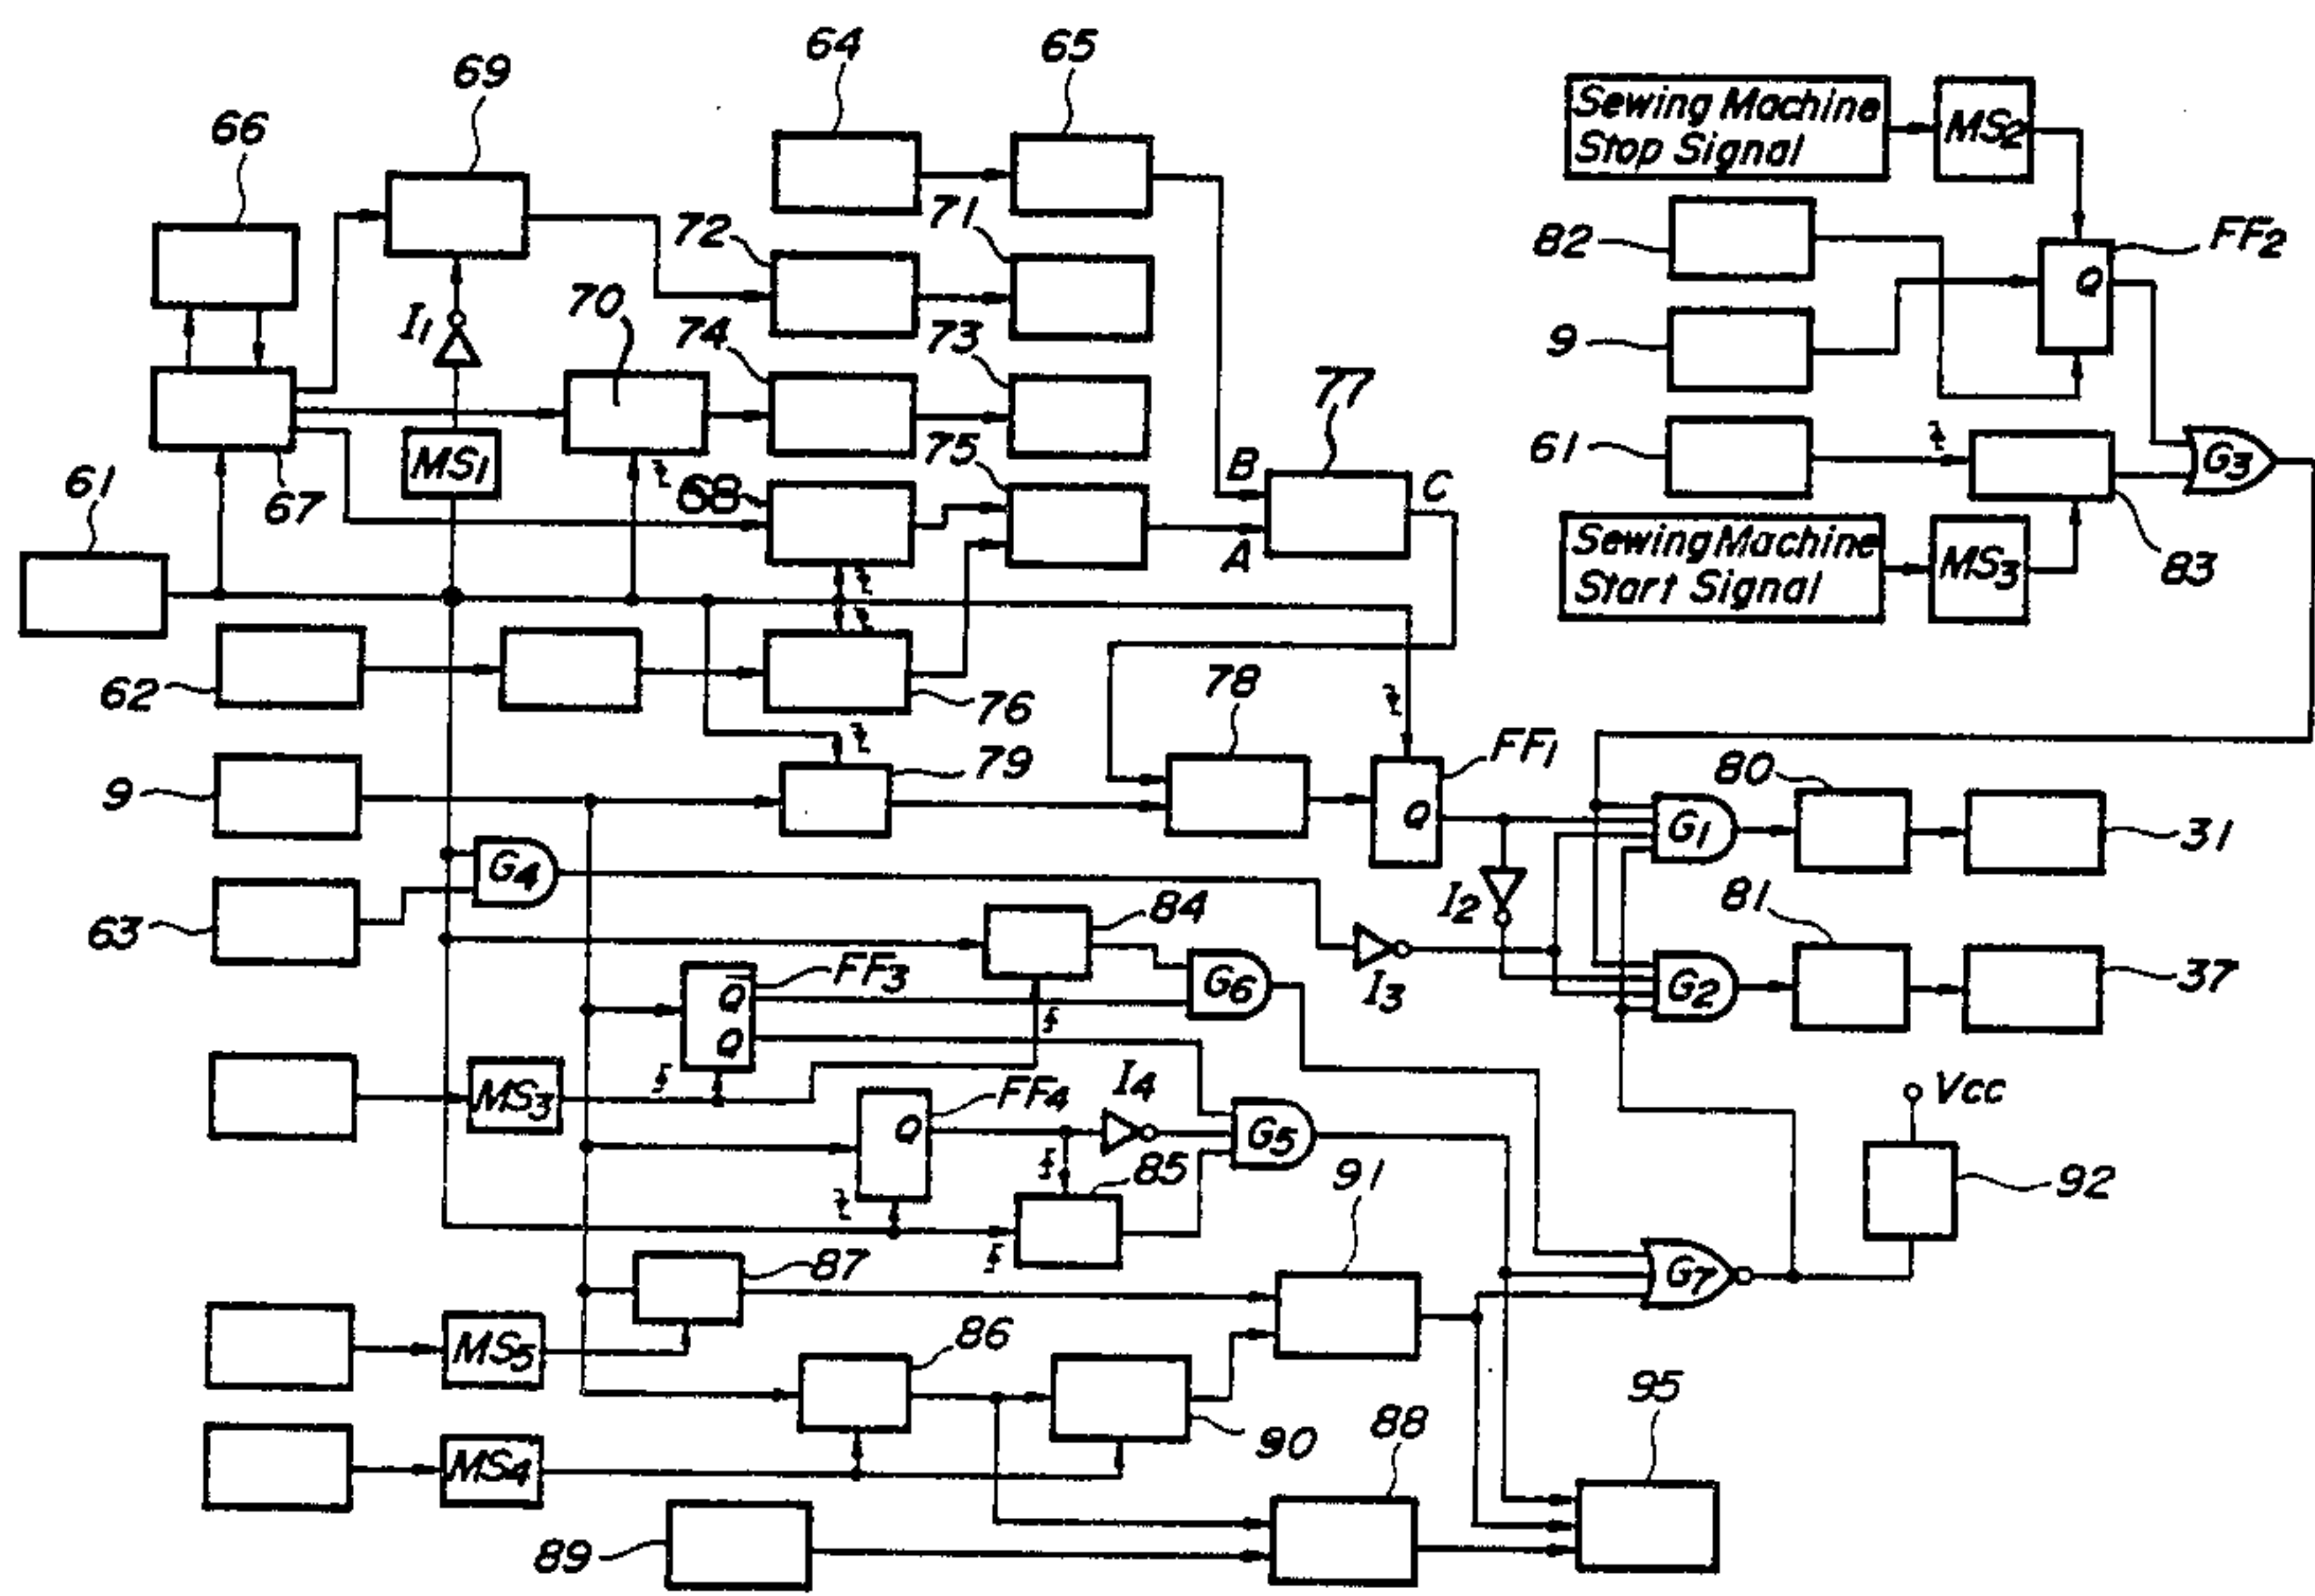 64
65
69
66
Sewing Machine
Stop Signal
MS2
71
72
82
FF2
Q
I1
70
74
73
9
77
75
61
MS1
B
C
G3
61
67
68
A
Sewing Machine
Start Signal
MS3
83
62
76
78
FF1
9
79
80
Q
G1
31
G4
63
84
I2
81
FF3
Q̅
G6
I3
G2
37
Q
MS3
FF4
I4
Vcc
Q
G5
85
91
92
87
G7
MS5
86
95
90
88
MS4
89